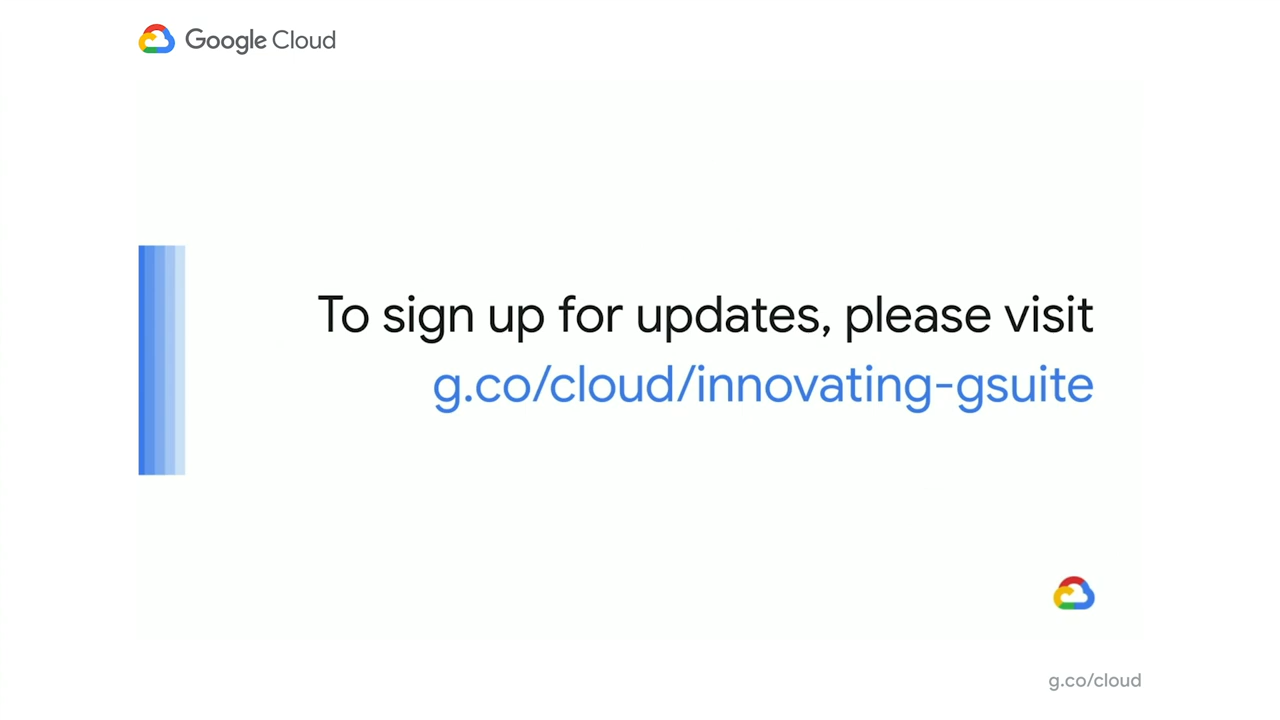 Google Cloud
To sign up for updates, please visit
g.co/cloud/innovating-gsuite
g.co/cloud